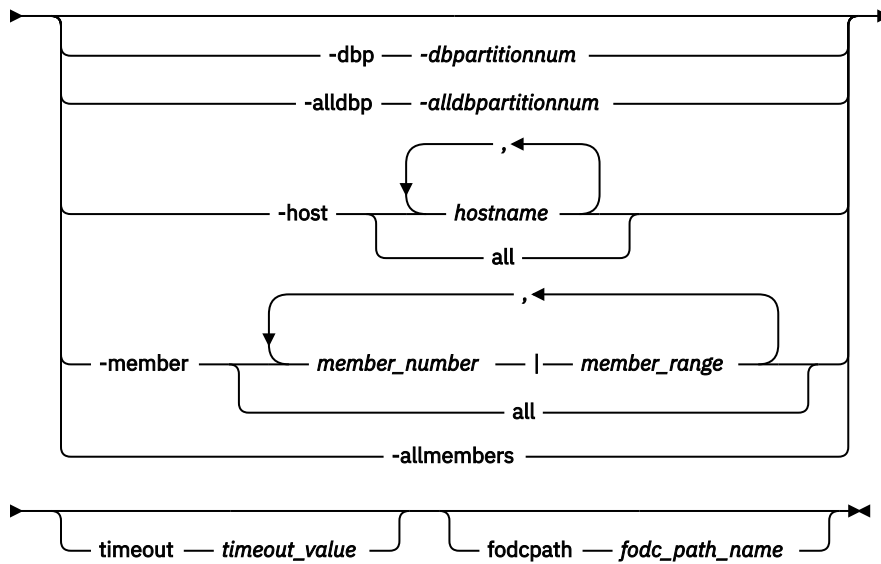 -dbp -dbpartitionnum
-alldbp -alldbpartitionnum
,
-host hostname
all
,
-member member_number | member_range
all
-allmembers
timeout timeout_value fodcpath fodc_path_name